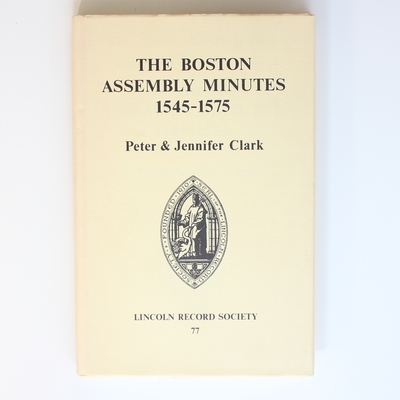 THE BOSTON
ASSEMBLY MINUTES
1545-1575
Peter & Jennifer Clark
LINCOLN RECORD SOCIETY
77